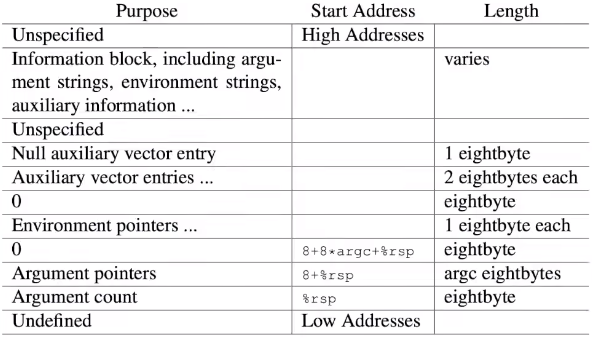 Purpose Start Address Length
Unspecified High Addresses
Information block, including argu- varies
ment strings, environment strings,
auxiliary information ...
Unspecified
Null auxiliary vector entry 1 eightbyte
Auxiliary vector entries ... 2 eightbytes each
0 eightbyte
Environment pointers ... 1 eightbyte each
0 8+8*argc+%rsp eightbyte
Argument pointers 8+%rsp argc eightbytes
Argument count %rsp eightbyte
Undefined Low Addresses